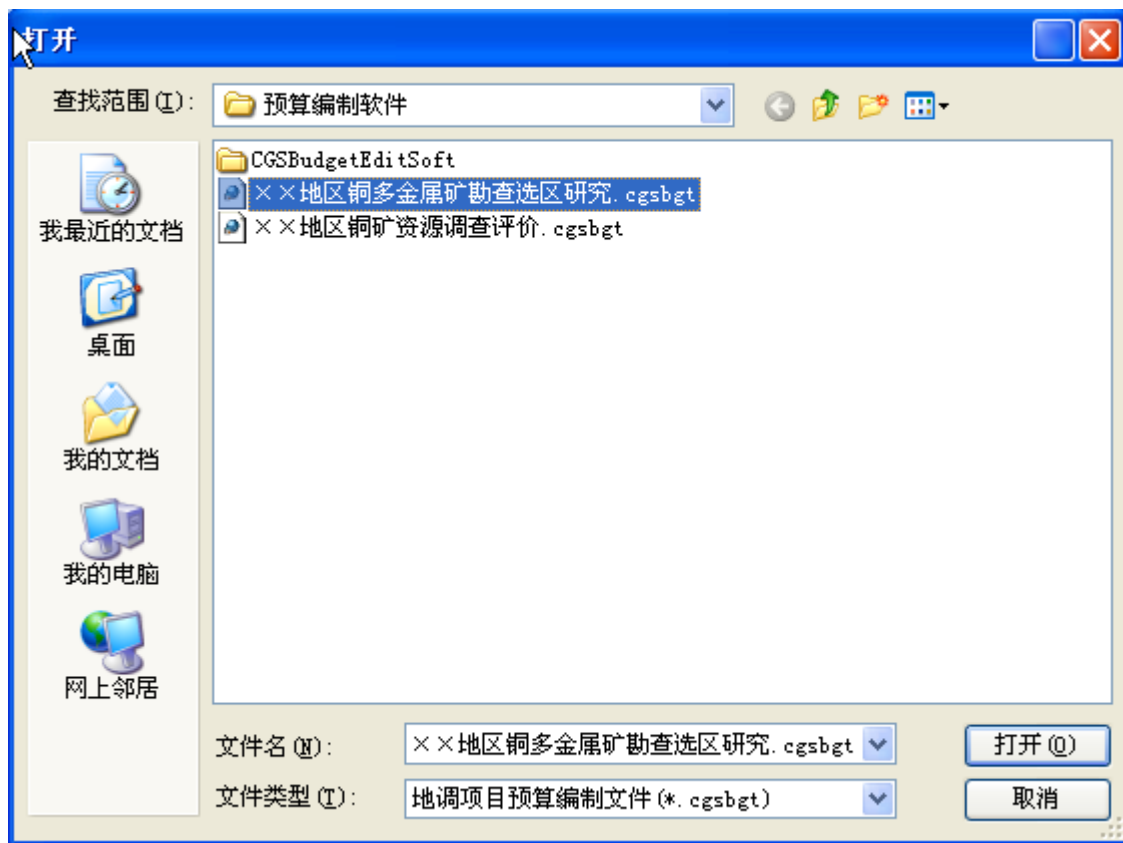 打开
查找范围(I):
预算编制软件
CGSBudgetEditSoft
××地区铜多金属矿勘查选区研究.cgsbgt
××地区铜矿资源调查评价.cgsbgt
我最近的文档
桌面
我的文档
我的电脑
网上邻居
文件名(N):
××地区铜多金属矿勘查选区研究.cgsbgt
打开(O)
文件类型(T):
地调项目预算编制文件(*.cgsbgt)
取消